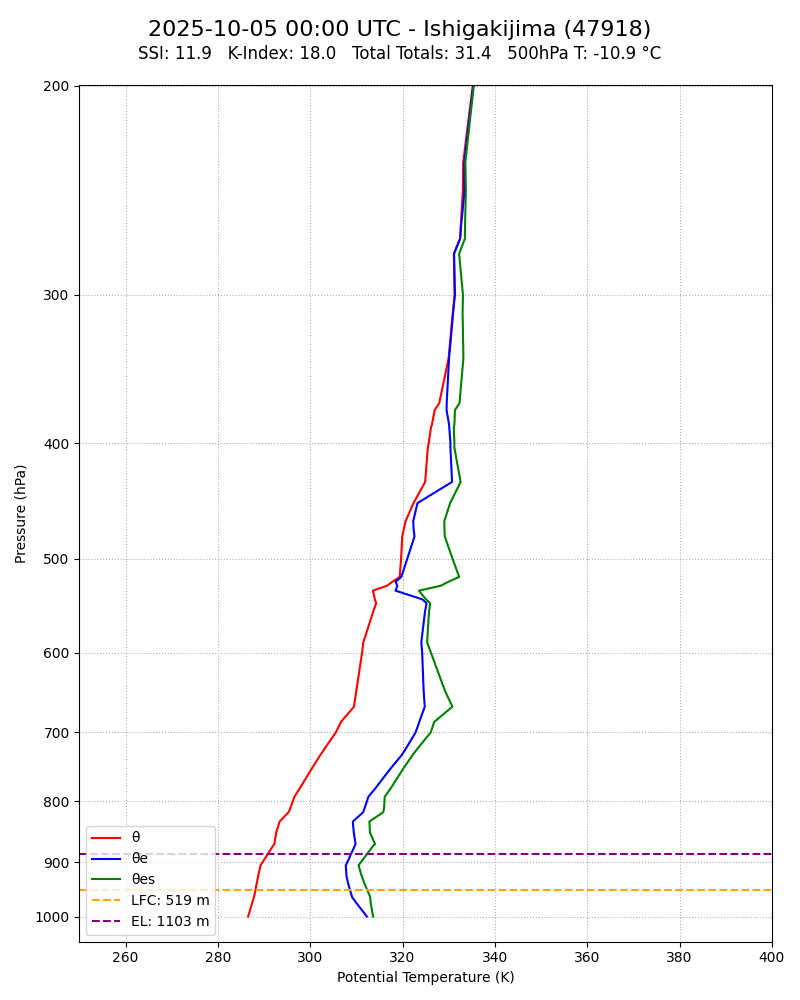 2025-10-05 00:00 UTC - Ishigakijima (47918)
SSI: 11.9 K-Index: 18.0 Total Totals: 31.4 500hPa T: -10.9 °C
200
300
400
500
600
700
800
900
1000
Pressure (hPa)
θ
θe
θes
LFC: 519 m
EL: 1103 m
260 280 300 320 340 360 380 400
Potential Temperature (K)